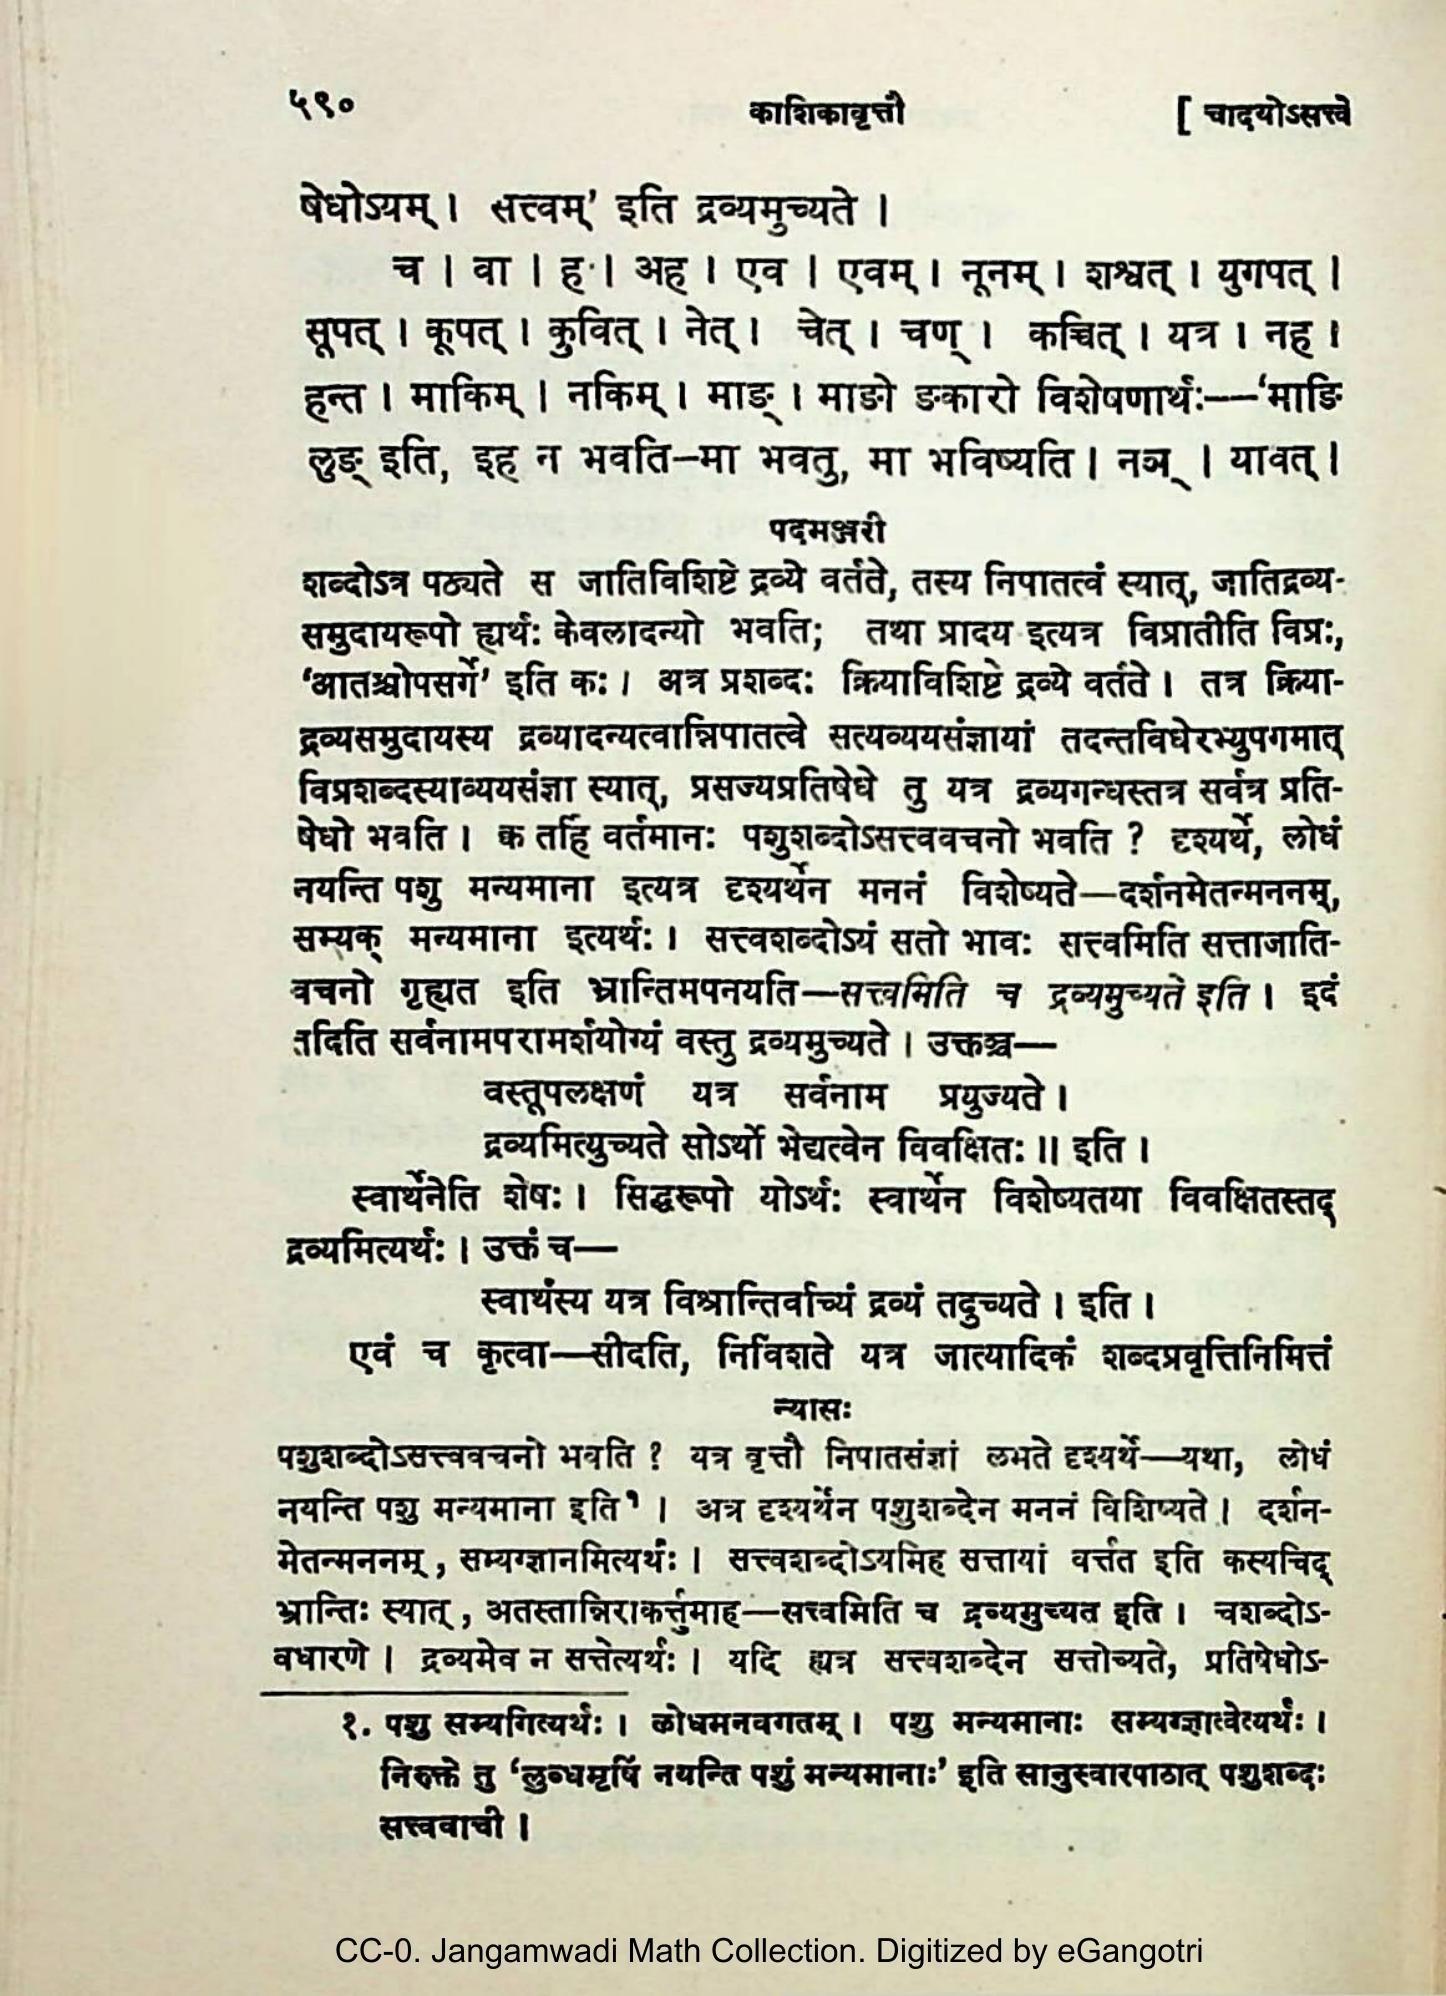 ५९०
काशिकावृत्तौ
[ चादयोऽसत्त्वे
षेधोऽयम् । सत्त्वम्’ इति द्रव्यमुच्यते ।
च । वा । ह । अह । एव । एवम् । नूनम् । शश्वत् । युगपत् ।
सूपत् । कूपत् । कुवित् । नेत् । चेत् । चण् । कच्चित् । यत्र । नह ।
हन्त । माकिम् । नकिम् । माङ् । माङो ङकारो विशेषणार्थः—‘माङि
लुङ् इति, इह न भवति–मा भवतु, मा भविष्यति । नञ् । यावत् ।
पदमञ्जरी
शब्दोऽत्र पठ्यते स जातिविशिष्टे द्रव्ये वर्तते, तस्य निपातत्वं स्यात्, जातिद्रव्य-
समुदायरूपो ह्यर्थः केवलादन्यो भवति; तथा प्रादय इत्यत्र विप्रातीति विप्रः,
‘आतश्चोपसर्गे’ इति कः । अत्र प्रशब्दः क्रियाविशिष्टे द्रव्ये वर्तते । तत्र क्रिया-
द्रव्यसमुदायस्य द्रव्यादन्यत्वान्निपातत्वे सत्यव्ययसंज्ञायां तदन्तविधेरभ्युपगमात्
विप्रशब्दस्याव्ययसंज्ञा स्यात्, प्रसज्यप्रतिषेधे तु यत्र द्रव्यगन्धस्तत्र सर्वत्र प्रति-
षेधो भवति । क्व तर्हि वर्तमानः पशुशब्दोऽसत्त्ववचनो भवति ? दृश्यर्थे, लोधं
नयन्ति पशु मन्यमाना इत्यत्र दृश्यर्थेन मननं विशेष्यते—दर्शनमेतन्मननम्,
सम्यक् मन्यमाना इत्यर्थः । सत्त्वशब्दोऽयं सतो भावः सत्त्वमिति सत्ताजाति-
वचनो गृह्यत इति भ्रान्तिमपनयति—सत्त्वमिति च द्रव्यमुच्यते इति । इदं
तदिति सर्वनामपरामर्शयोग्यं वस्तु द्रव्यमुच्यते । उक्तञ्च—
वस्तूपलक्षणं यत्र सर्वनाम प्रयुज्यते ।
द्रव्यमित्युच्यते सोऽर्थो भेद्यत्वेन विवक्षितः ॥ इति ।
स्वार्थेनेति शेषः । सिद्धरूपो योऽर्थः स्वार्थेन विशेष्यतया विवक्षितस्तद्
द्रव्यमित्यर्थः । उक्तं च—
स्वार्थस्य यत्र विश्रान्तिर्वाच्यं द्रव्यं तदुच्यते । इति ।
एवं च कृत्वा—सीदति, निविशते यत्र जात्यादिकं शब्दप्रवृत्तिनिमित्तं
न्यासः
पशुशब्दोऽसत्त्ववचनो भवति ? यत्र वृत्तौ निपातसंज्ञां लभते दृश्यर्थे—यथा, लोधं
नयन्ति पशु मन्यमाना इति¹ । अत्र दृश्यर्थेन पशुशब्देन मननं विशिष्यते । दर्शन-
मेतन्मननम्, सम्यग्ज्ञानमित्यर्थः । सत्त्वशब्दोऽयमिह सत्तायां वर्त्तत इति कस्यचिद्
भ्रान्तिः स्यात्, अतस्तान्निराकर्त्तुमाह—सत्त्वमिति च द्रव्यमुच्यत इति । चशब्दोऽ-
वधारणे । द्रव्यमेव न सत्तेत्यर्थः । यदि ह्यत्र सत्त्वशब्देन सत्तोच्यते, प्रतिषेधोऽ-
१. पशु सम्यगित्यर्थः । लोधमनवगतम् । पशु मन्यमानाः सम्यग्ज्ञात्वेत्यर्थः ।
निरुक्ते तु ‘लुब्धमृषिं नयन्ति पशुं मन्यमानाः’ इति सानुस्वारपाठात् पशुशब्दः
सत्त्ववाची ।
CC-0. Jangamwadi Math Collection. Digitized by eGangotri